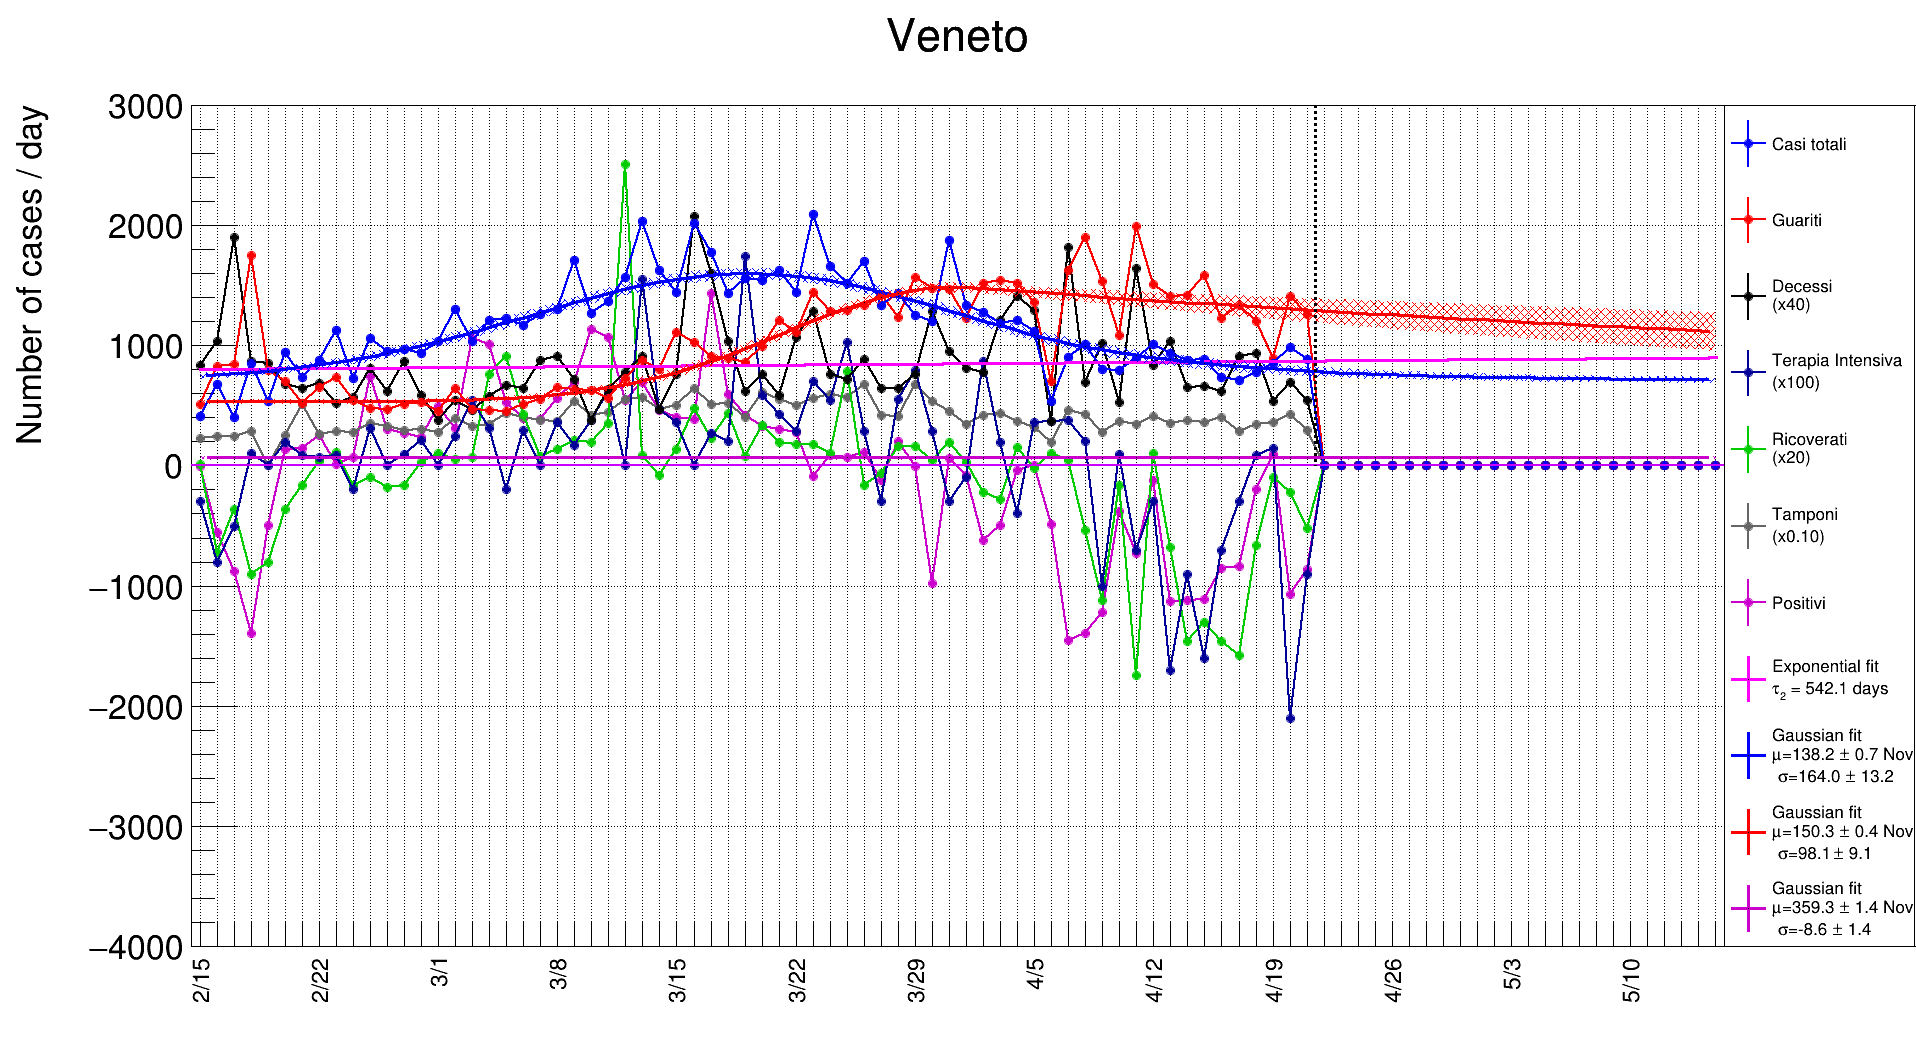 Veneto
Number of cases / day
3000
2000
1000
0
−1000
−2000
−3000
−4000
2/15
2/22
3/1
3/8
3/15
3/22
3/29
4/5
4/12
4/19
4/26
5/3
5/10
Casi totali
Guariti
Decessi
(x40)
Terapia Intensiva
(x100)
Ricoverati
(x20)
Tamponi
(x0.10)
Positivi
Exponential fit
τ2 = 542.1 days
Gaussian fit
μ=138.2 ± 0.7 Nov
σ=164.0 ± 13.2
Gaussian fit
μ=150.3 ± 0.4 Nov
σ=98.1 ± 9.1
Gaussian fit
μ=359.3 ± 1.4 Nov
σ=-8.6 ± 1.4